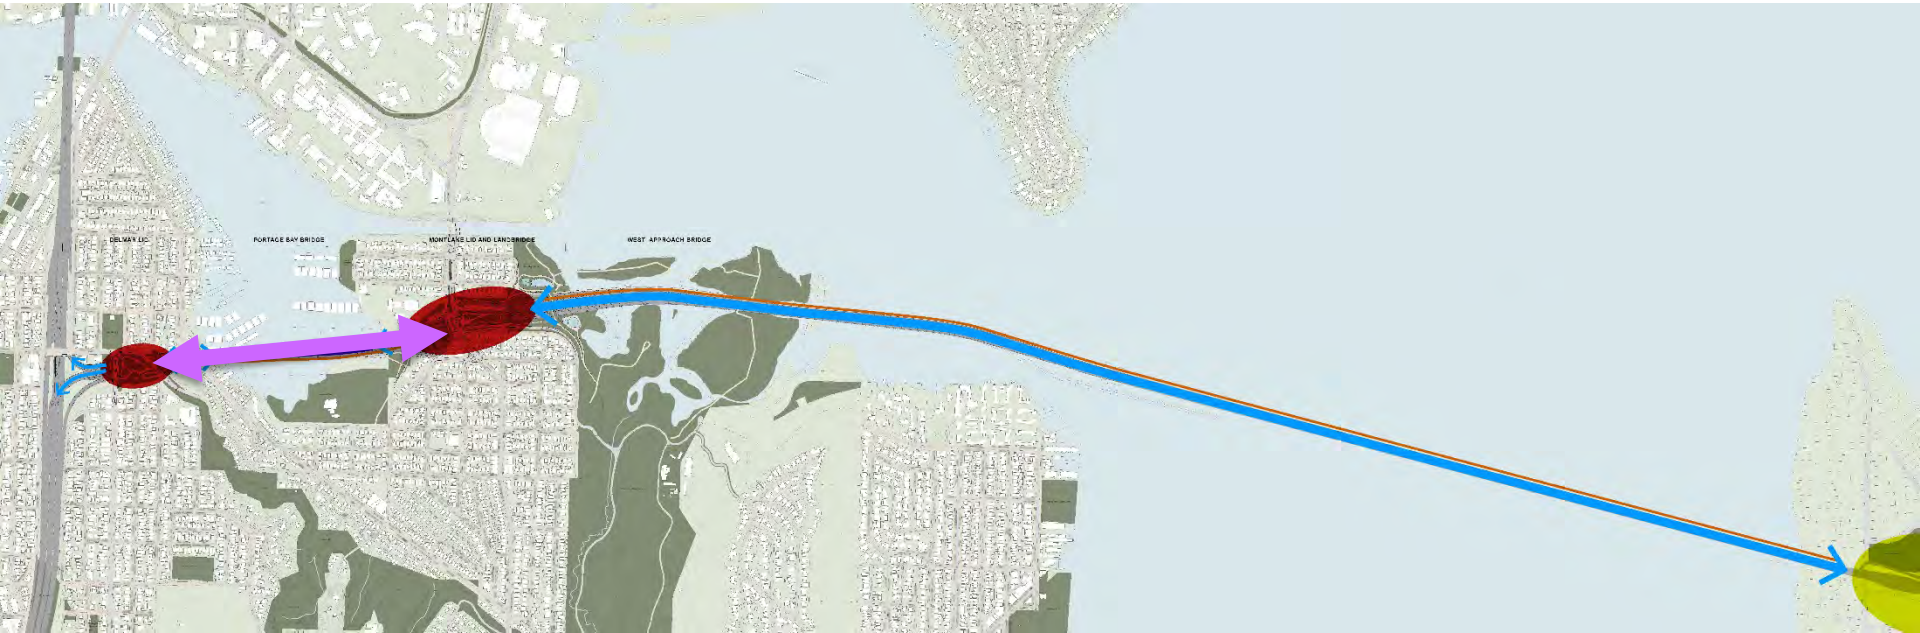 DELMAR LID
PORTAGE BAY BRIDGE
MONTLAKE LID AND LANDBRIDGE
WEST APPROACH BRIDGE